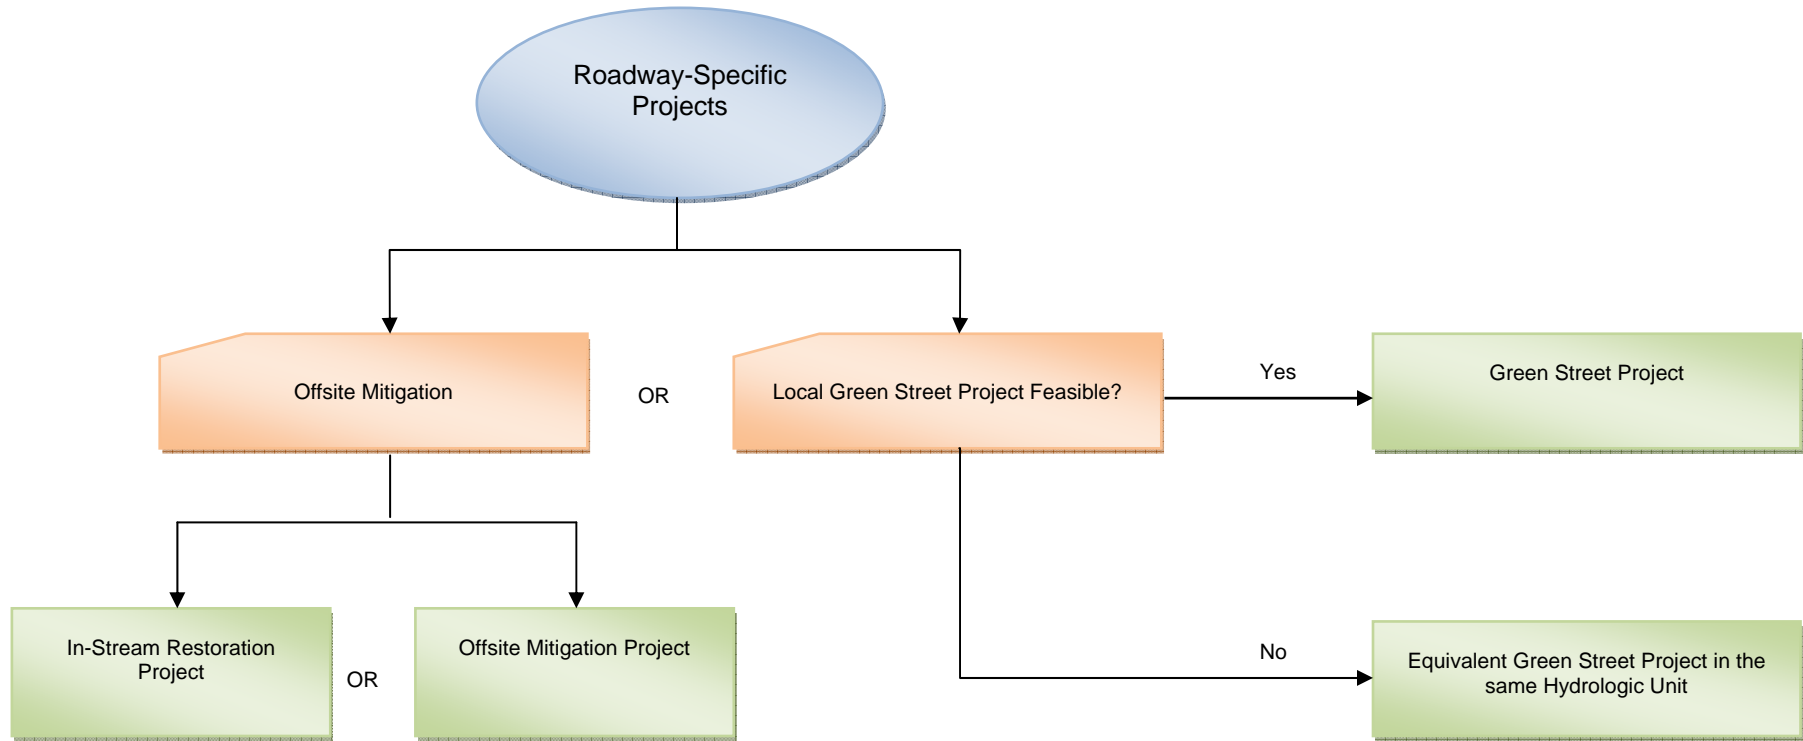 Roadway-Specific
Projects
Offsite Mitigation
OR
Local Green Street Project Feasible?
Yes
Green Street Project
In-Stream Restoration
Project
OR
Offsite Mitigation Project
No
Equivalent Green Street Project in the
same Hydrologic Unit